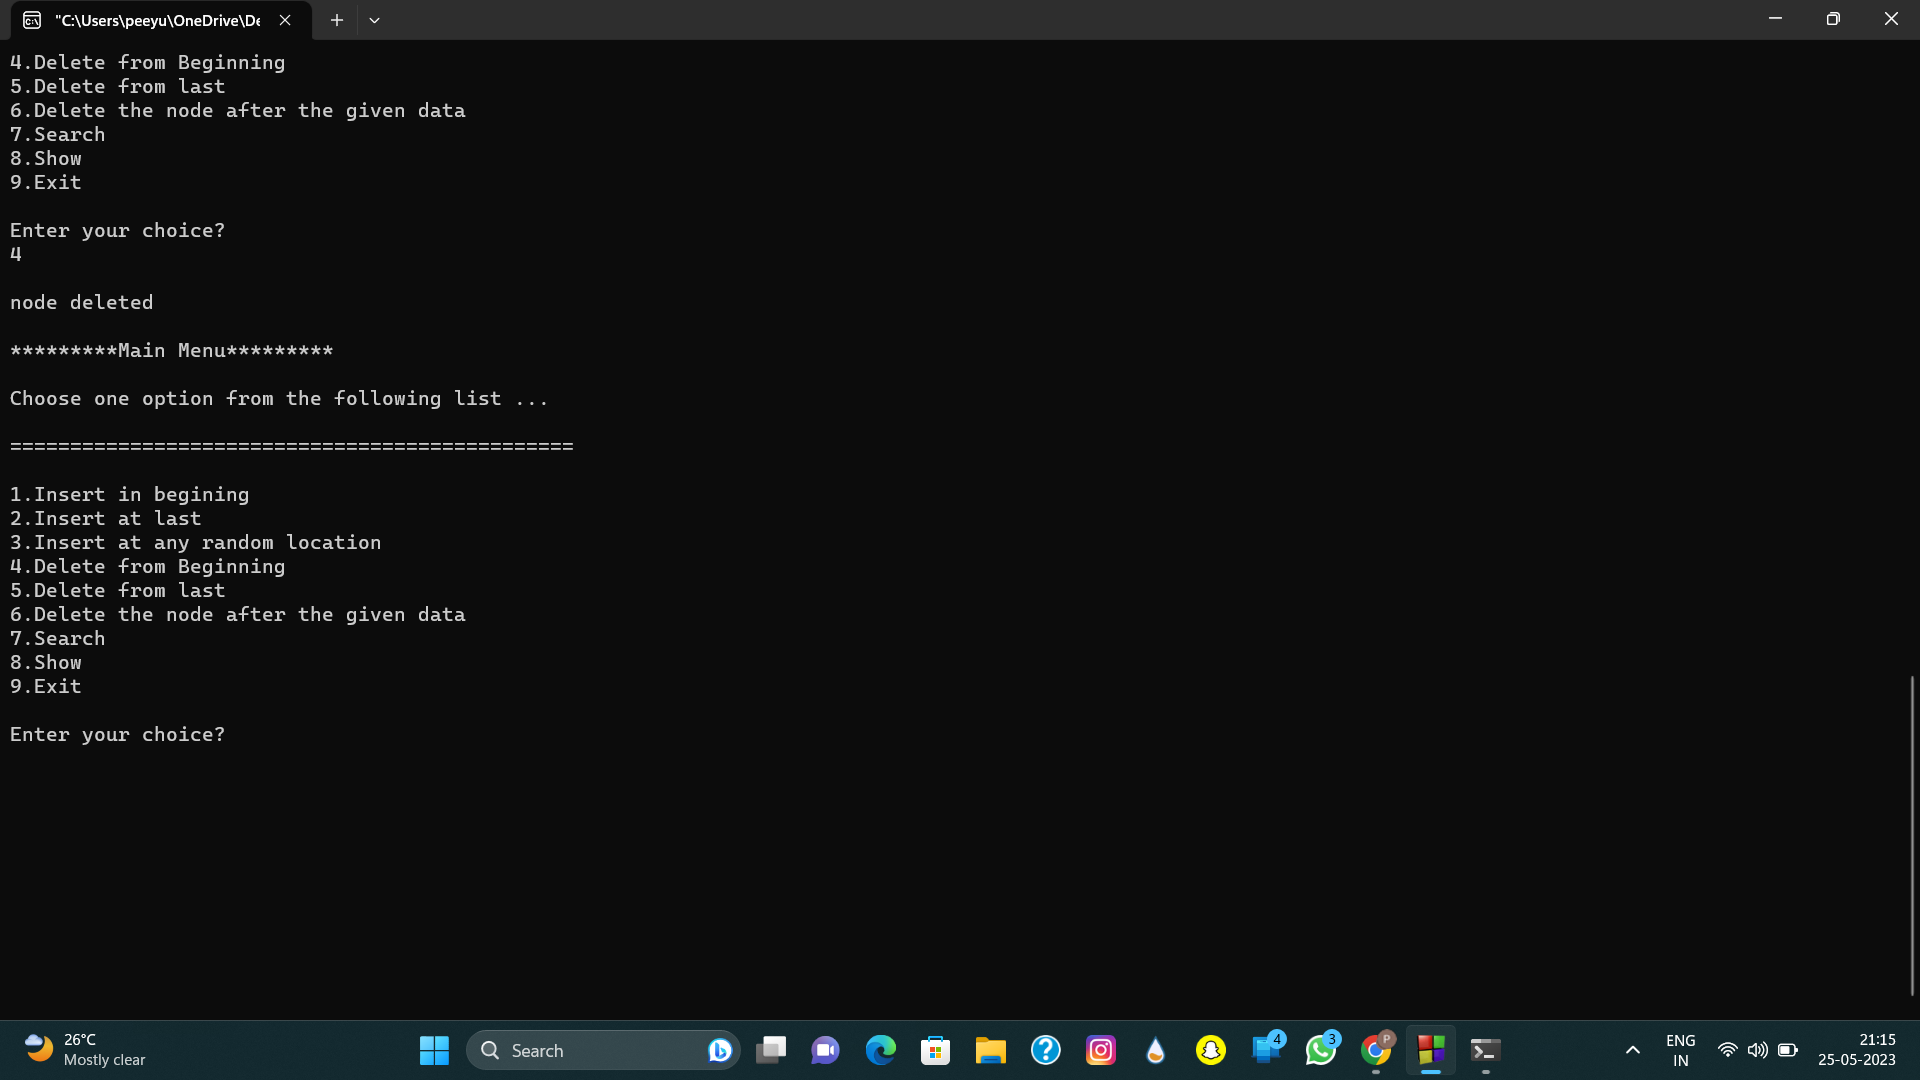 "C:\Users\peeyu\OneDrive\De
4.Delete from Beginning
5.Delete from last
6.Delete the node after the given data
7.Search
8.Show
9.Exit
Enter your choice?
4
node deleted
*********Main Menu*********
Choose one option from the following list ...
===============================================
1.Insert in begining
2.Insert at last
3.Insert at any random location
4.Delete from Beginning
5.Delete from last
6.Delete the node after the given data
7.Search
8.Show
9.Exit
Enter your choice?
26°C
Mostly clear
Search
4
3
P
ENG
IN
21:15
25-05-2023